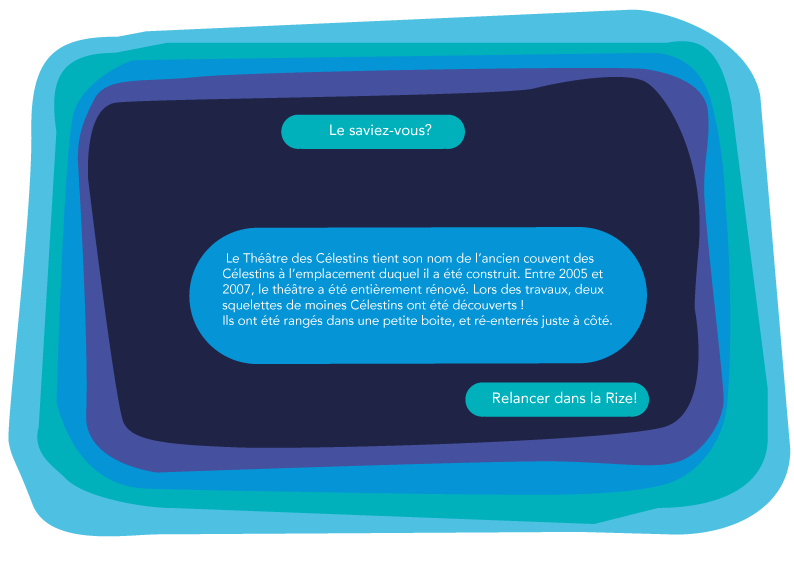 Le saviez-vous?
Le Théâtre des Célestins tient son nom de l'ancien couvent des
Célestins à l'emplacement duquel il a été construit. Entre 2005 et
2007, le théâtre a été entièrement rénové. Lors des travaux, deux
squelettes de moines Célestins ont été découverts !
Ils ont été rangés dans une petite boite, et ré-enterrés juste à côté.
Relancer dans la Rize!